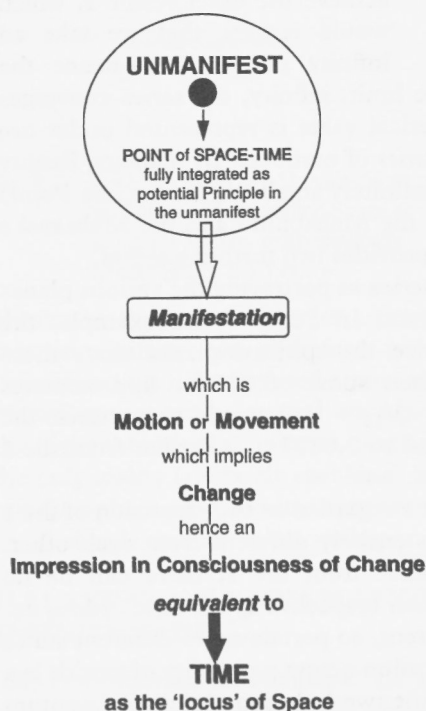 UNMANIFEST
POINT of SPACE-TIME
fully integrated as
potential Principle in
the unmanifest
Manifestation
which is
Motion or Movement
which implies
Change
hence an
Impression in Consciousness of Change
equivalent to
TIME
as the 'locus' of Space